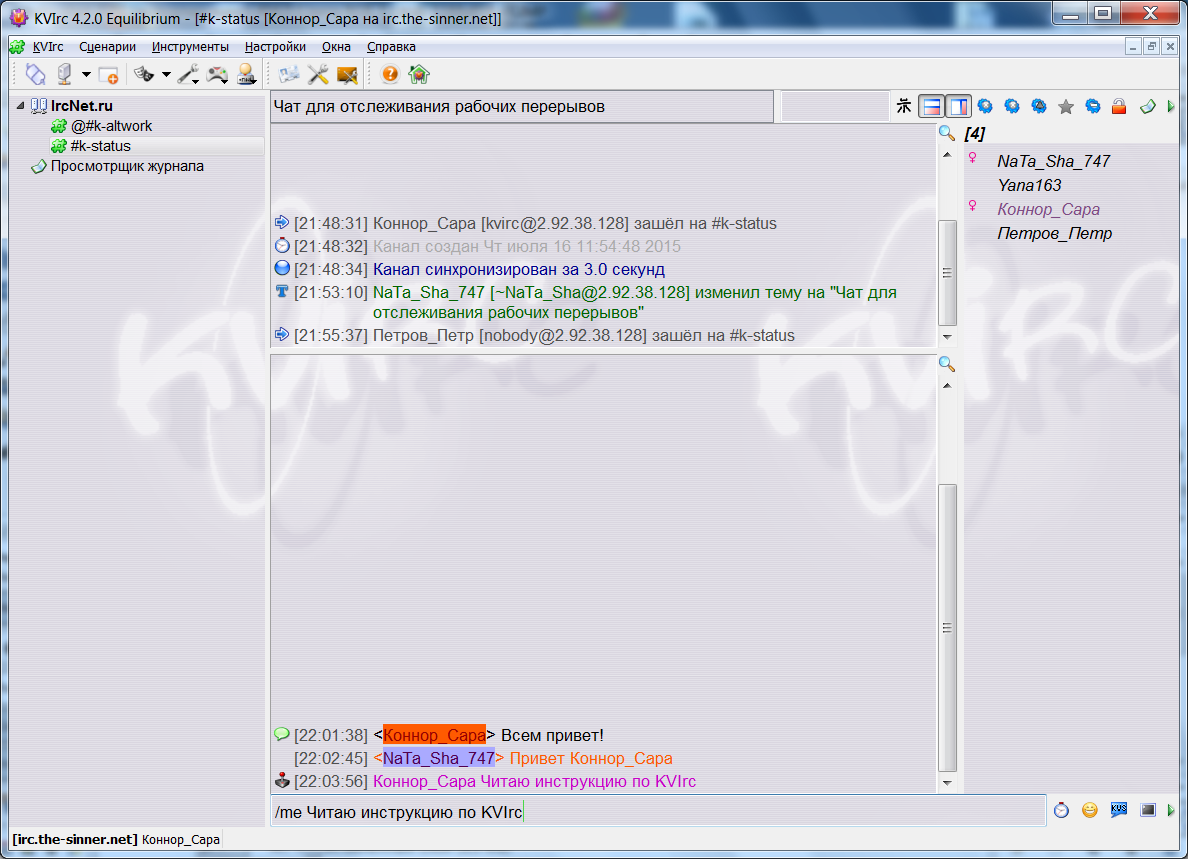 KVIrc 4.2.0 Equilibrium - [#k-status [Коннор_Сара на irc.the-sinner.net]]
KVIrc Сценарии Инструменты Настройки Окна Справка
IrcNet.ru
@#k-altwork
#k-status
Просмотрщик журнала
Чат для отслеживания рабочих перерывов
[4]
NaTa_Sha_747
Yana163
Коннор_Сара
Петров_Петр
[21:48:31] Коннор_Сара [kvirc@2.92.38.128] зашёл на #k-status
[21:48:32] Канал создан Чт июля 16 11:54:48 2015
[21:48:34] Канал синхронизирован за 3.0 секунд
[21:53:10] NaTa_Sha_747 [~NaTa_Sha@2.92.38.128] изменил тему на "Чат для
отслеживания рабочих перерывов"
[21:55:37] Петров_Петр [nobody@2.92.38.128] зашёл на #k-status
[22:01:38] <Коннор_Сара> Всем привет!
[22:02:45] <NaTa_Sha_747> Привет Коннор_Сара
[22:03:56] Коннор_Сара Читаю инструкцию по KVIrc
/me Читаю инструкцию по KVIrc
[irc.the-sinner.net] Коннор_Сара